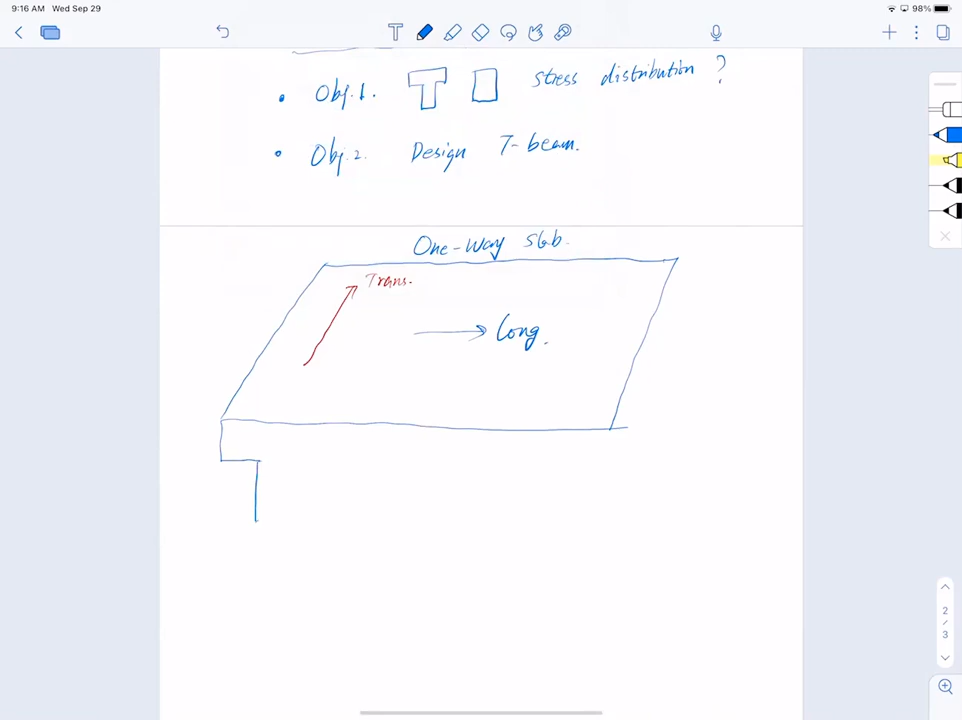 9:16 AM Wed Sep 29
98%
T
• Obj.1. T stress distribution ?
• Obj.2. Design T-beam.
One-Way Slab.
Trans.
Long.
2
/
3